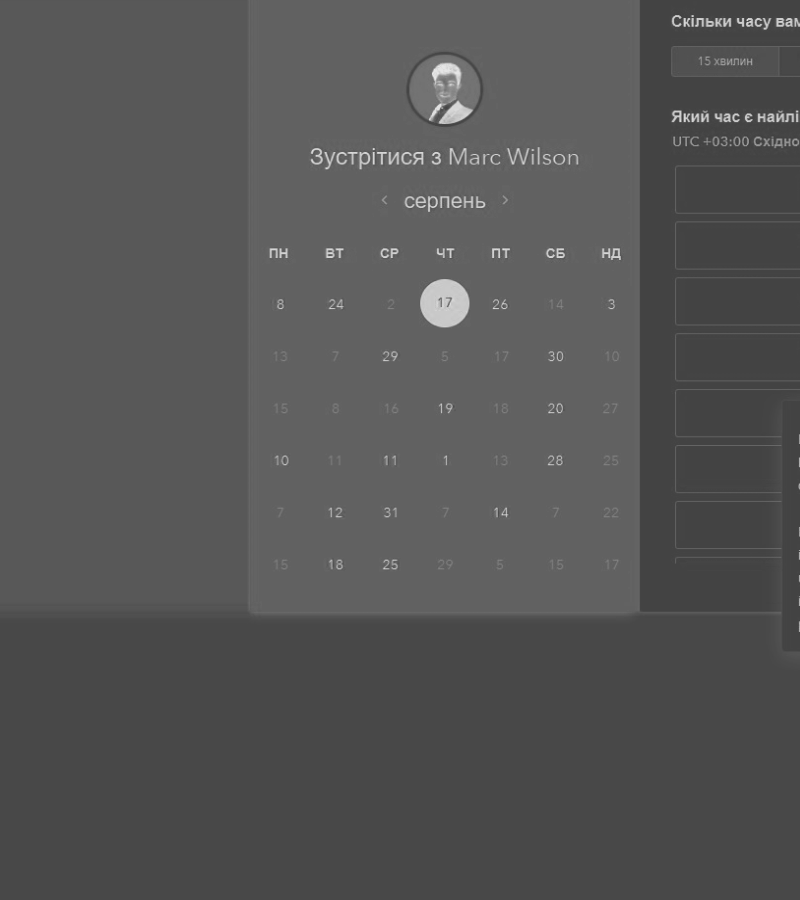 Скільки часу вам
15 хвилин
Який час є
UTC +03:00
Зустрітися з Marc Wilson
серпень
ПН ВТ СР ЧТ ПТ СБ НД
8 24 2 17 26 14 3
13 7 29 5 17 30 10
15 8 16 19 18 20 27
10 11 11 1 13 28 25
7 12 31 7 14 7 22
15 18 25 29 5 15 17